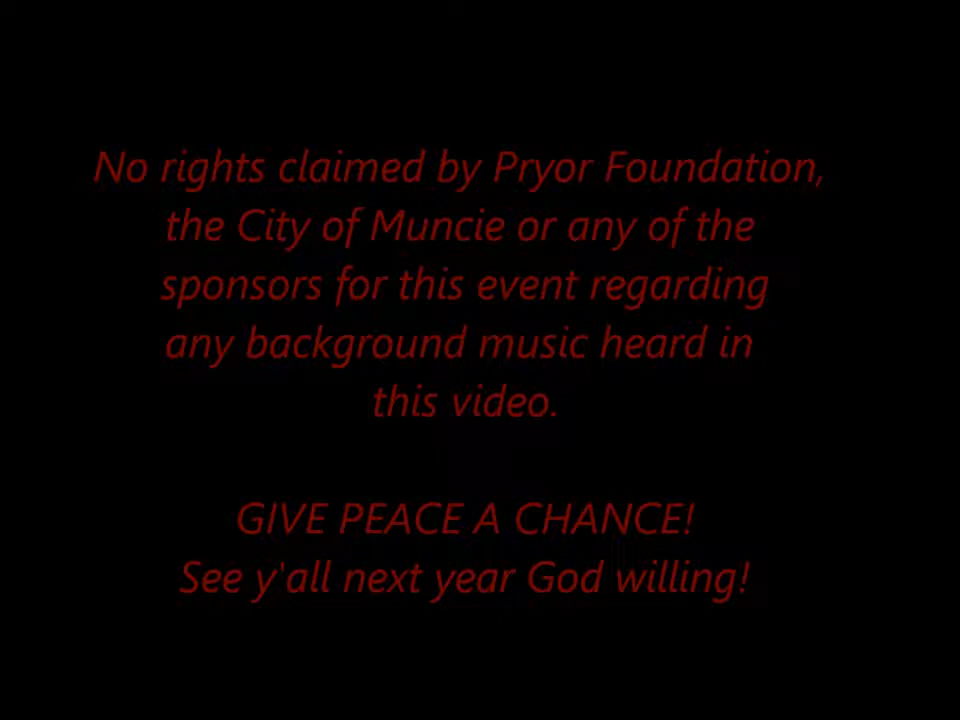 No rights claimed by Pryor Foundation,
the City of Muncie or any of the
sponsors for this event regarding
any background music heard in
this video.
GIVE PEACE A CHANCE!
See y'all next year God willing!